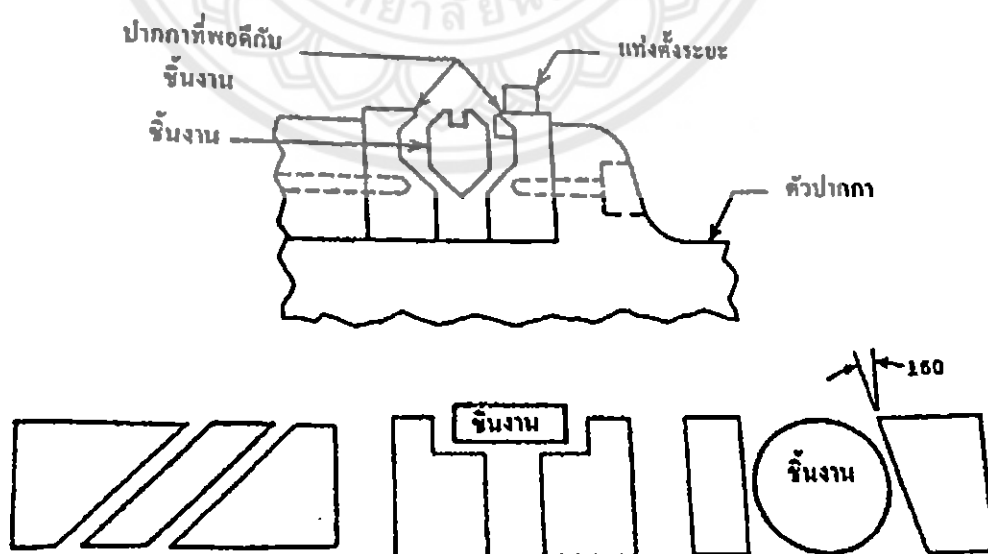 ปากกาที่พอดีกับ
ชิ้นงาน
แท่งตั้งระยะ
ชิ้นงาน
ตัวปากกา
160
ชิ้นงาน
ชิ้นงาน